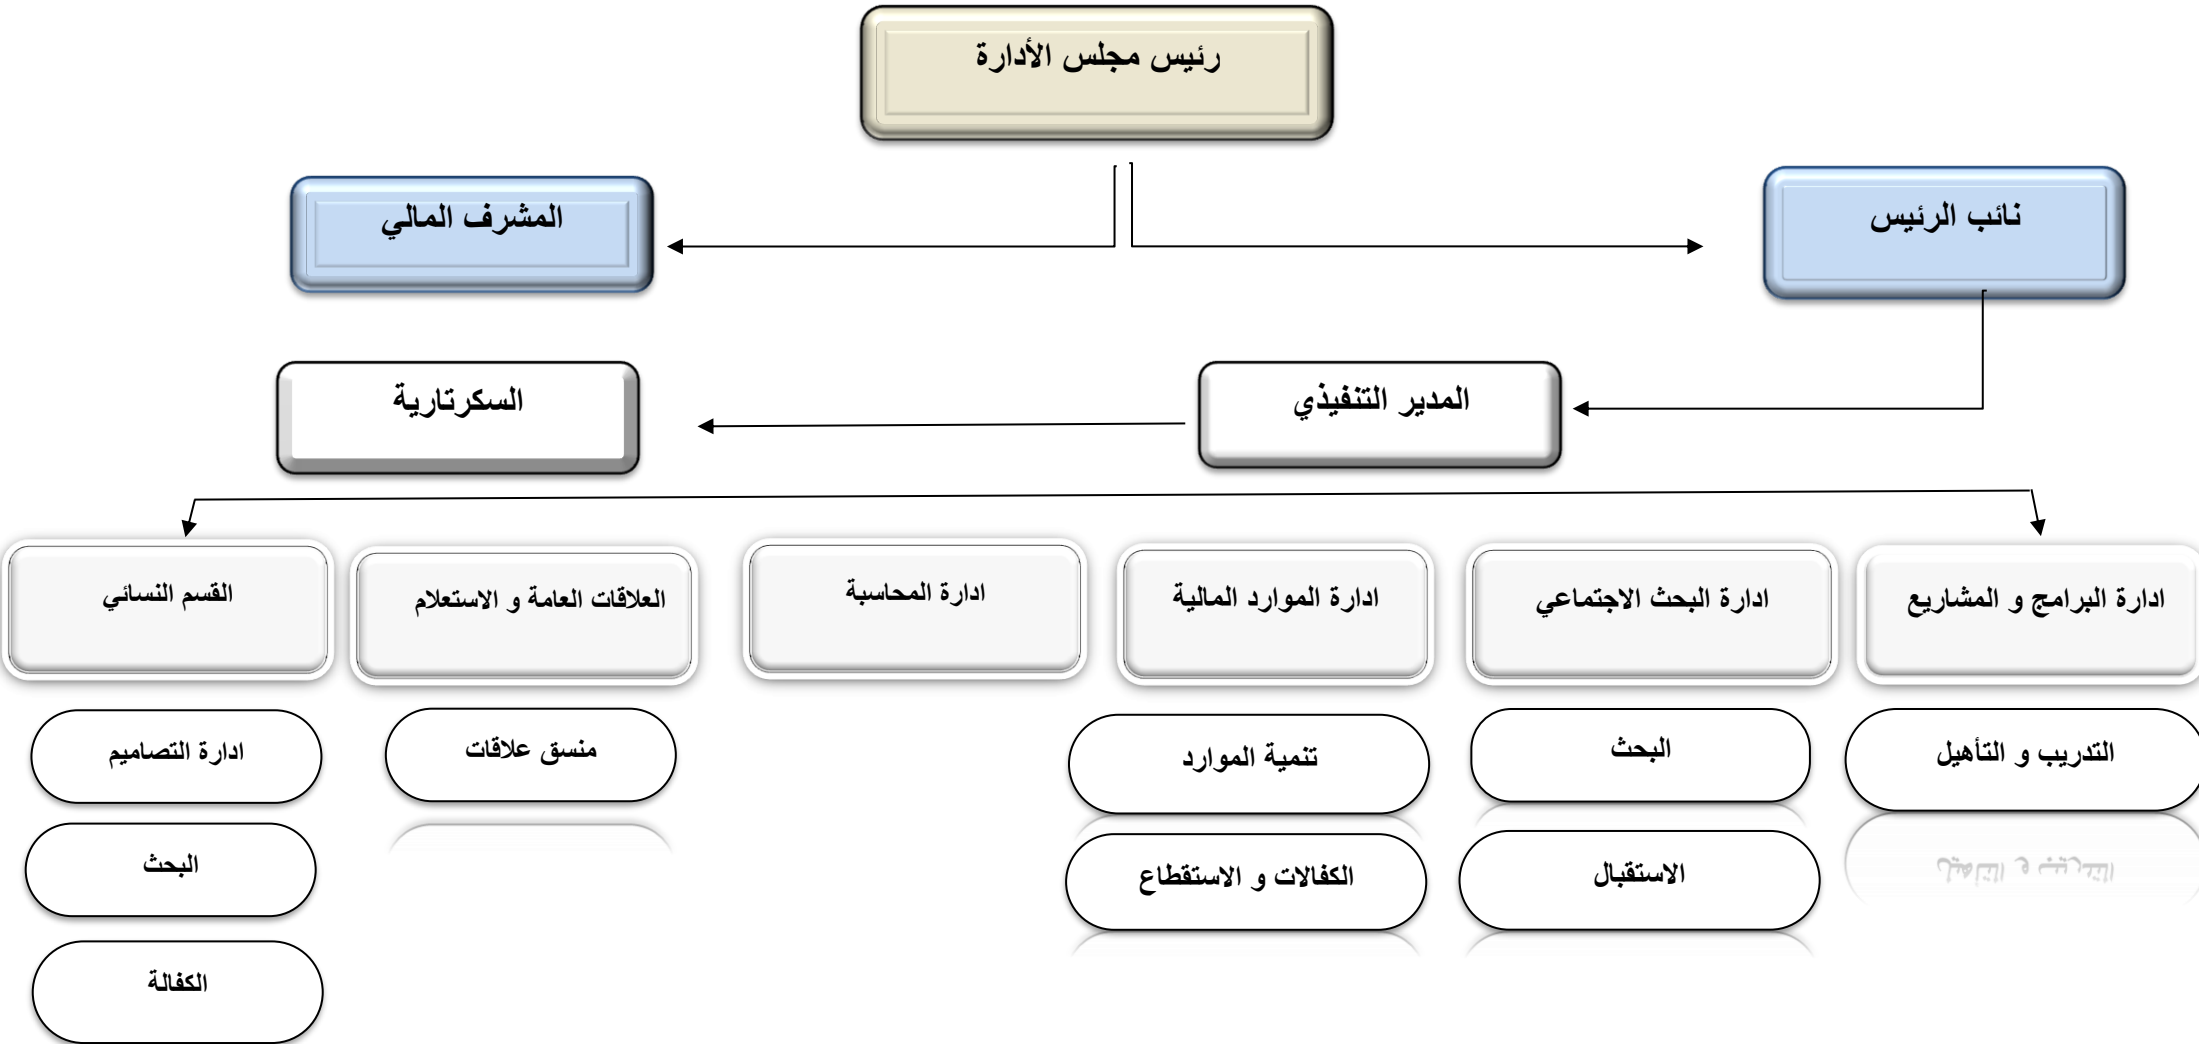 رئيس مجلس الأدارة
نائب الرئيس
المشرف المالي
المدير التنفيذي
السكرتارية
ادارة البرامج و المشاريع
ادارة البحث الاجتماعي
ادارة الموارد المالية
ادارة المحاسبة
العلاقات العامة و الاستعلام
القسم النسائي
التدريب و التأهيل
البحث
تنمية الموارد
منسق علاقات
ادارة التصاميم
الاستقبال
الكفالات و الاستقطاع
البحث
الكفالة